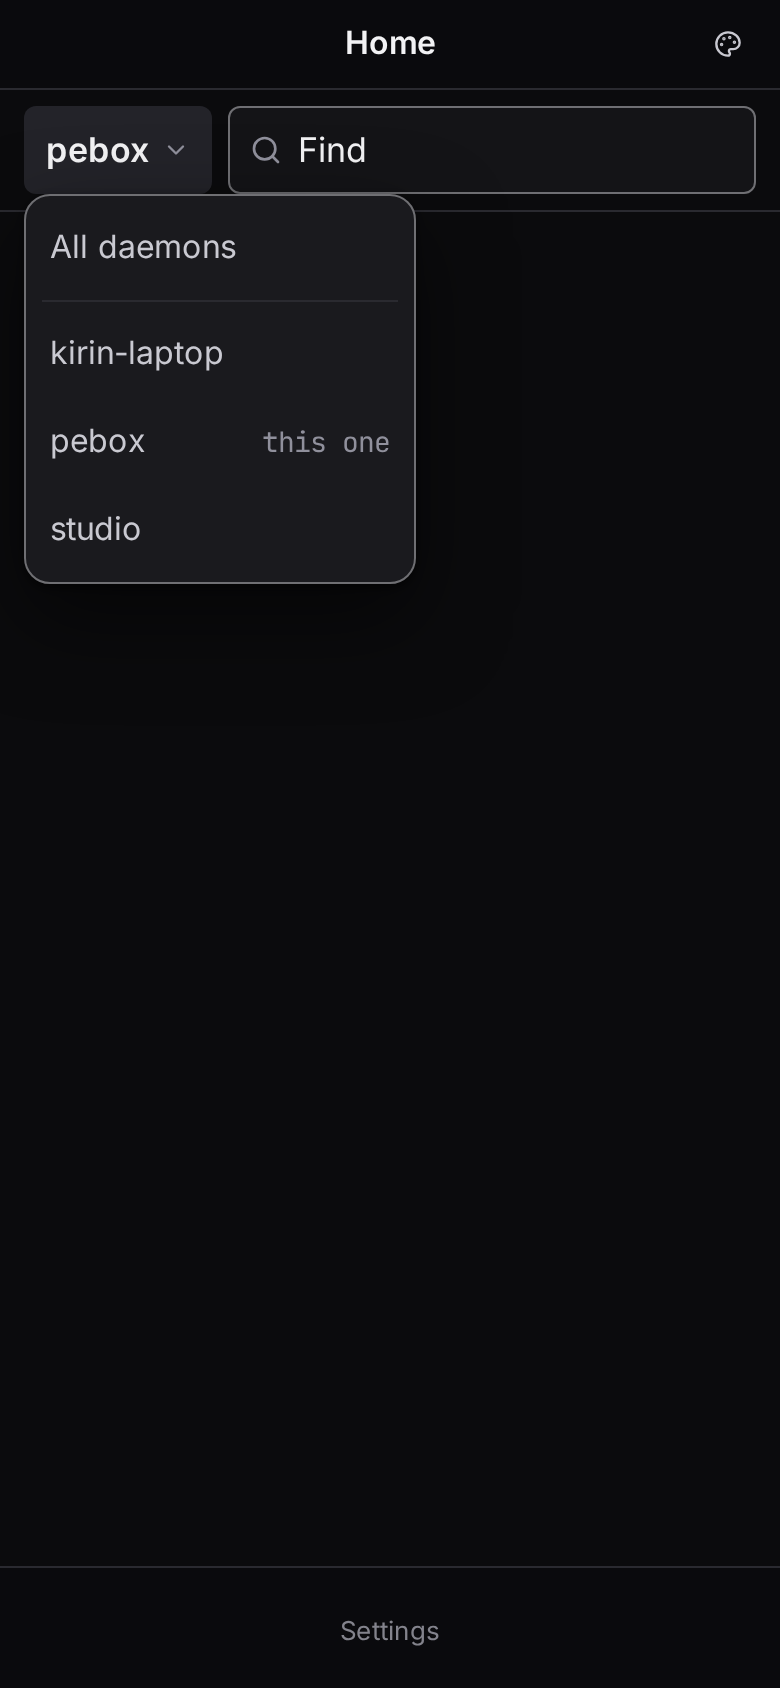 Home
pebox
Find
All daemons
kirin-laptop
pebox this one
studio
Settings